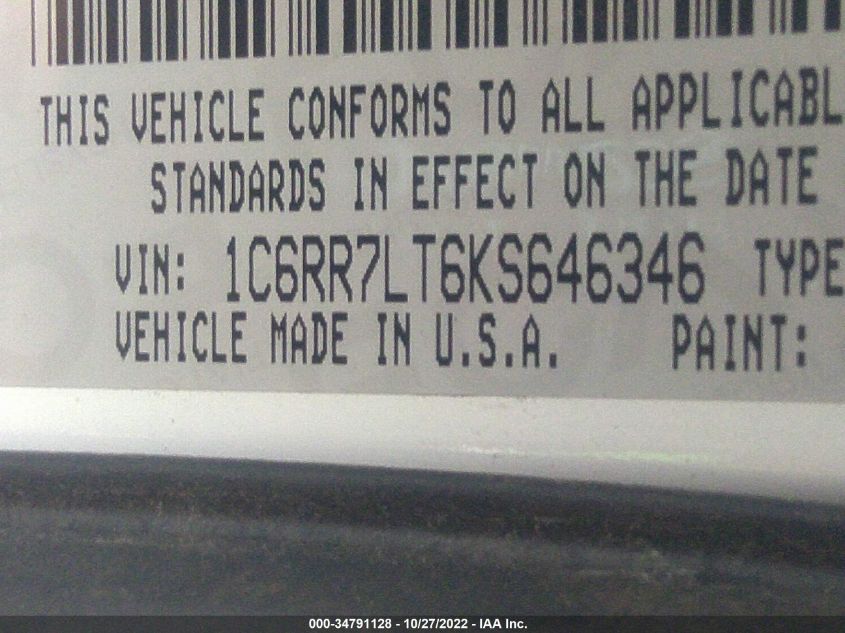 THIS VEHICLE CONFORMS TO ALL APPLICABL
STANDARDS IN EFFECT ON THE DATE
VIN: 1C6RR7LT6KS646346 TYPE
VEHICLE MADE IN U.S.A. PAINT:
000-34791128 - 10/27/2022 - IAA Inc.